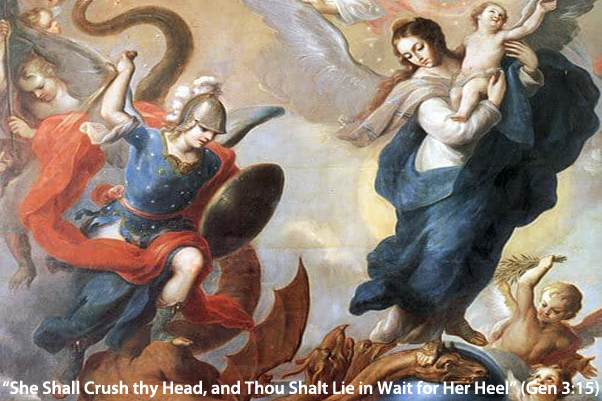 “She Shall Crush thy Head, and Thou Shalt Lie in Wait for Her Heel” (Gen 3:15)